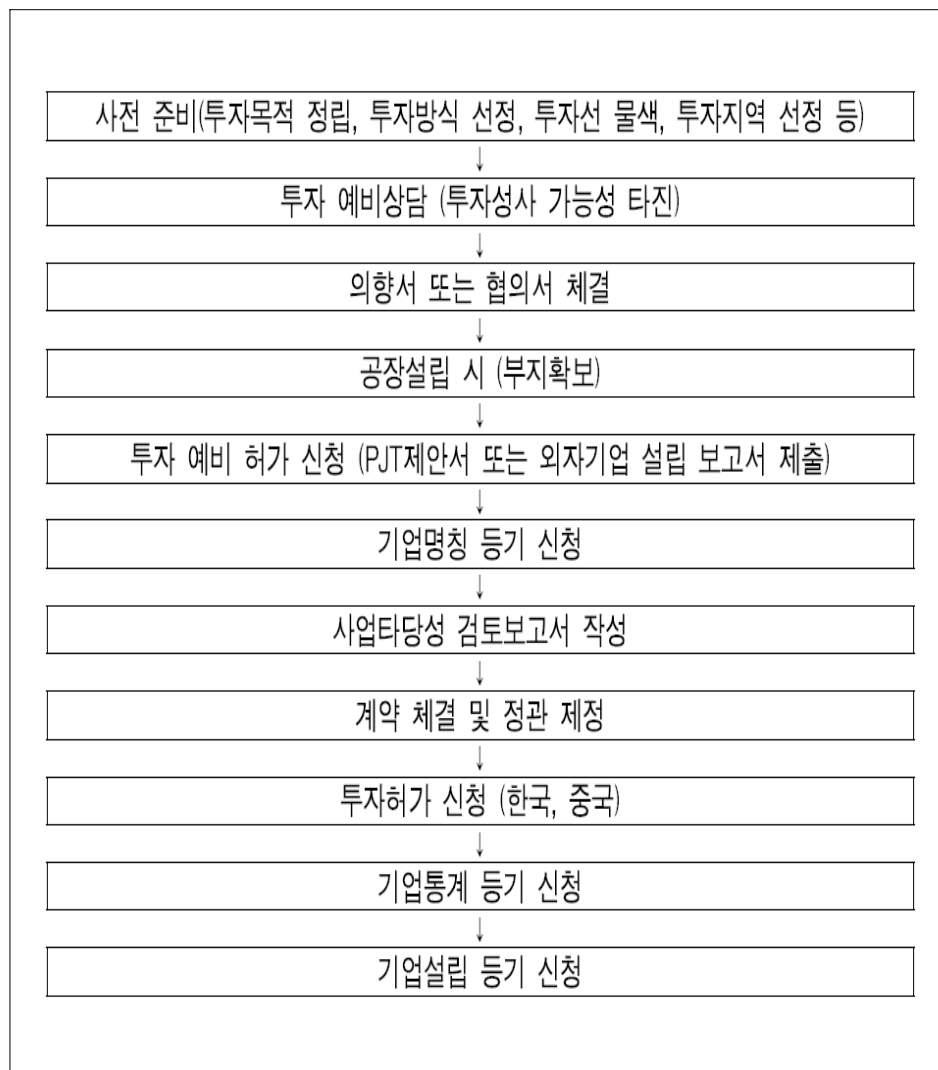 사전 준비(투자목적 정립, 투자방식 선정, 투자선 물색, 투자지역 선정 등)
↓
투자 예비상담 (투자성사 가능성 타진)
↓
의향서 또는 협의서 체결
↓
공장설립 시 (부지확보)
↓
투자 예비 허가 신청 (PJT제안서 또는 외자기업 설립 보고서 제출)
↓
기업명칭 등기 신청
↓
사업타당성 검토보고서 작성
↓
계약 체결 및 정관 제정
↓
투자허가 신청 (한국, 중국)
↓
기업통계 등기 신청
↓
기업설립 등기 신청